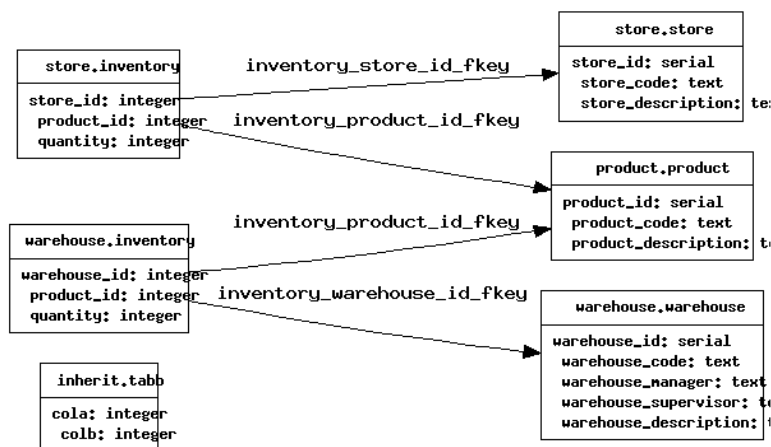 store.inventory
store_id: integer
product_id: integer
quantity: integer
inventory_store_id_fkey
inventory_product_id_fkey
store.store
store_id: serial
store_code: text
store_description: tex
product.product
product_id: serial
product_code: text
product_description: t
warehouse.inventory
warehouse_id: integer
product_id: integer
quantity: integer
inventory_product_id_fkey
inventory_warehouse_id_fkey
warehouse.warehouse
warehouse_id: serial
warehouse_code: text
warehouse_manager: text
warehouse_supervisor: te
warehouse_description: t
inherit.tabb
cola: integer
colb: integer